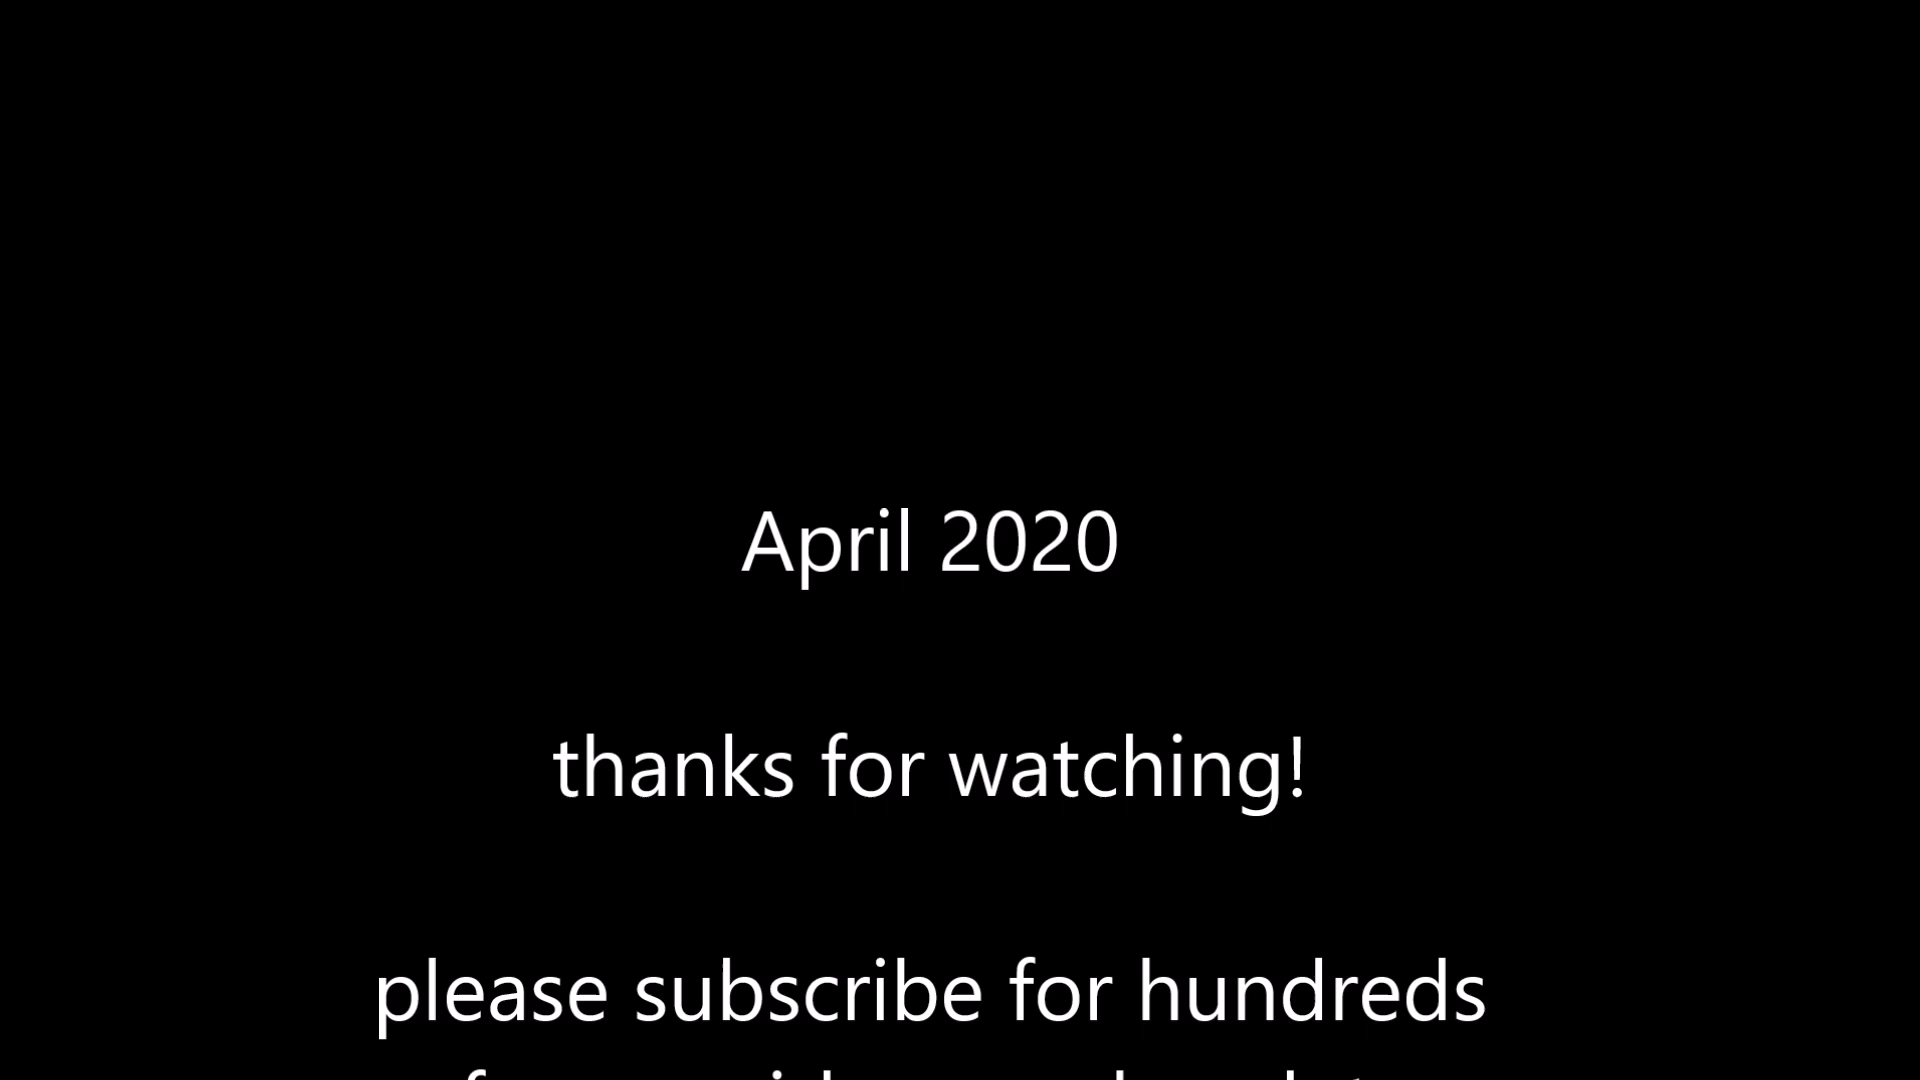 April 2020
thanks for watching!
please subscribe for hundreds